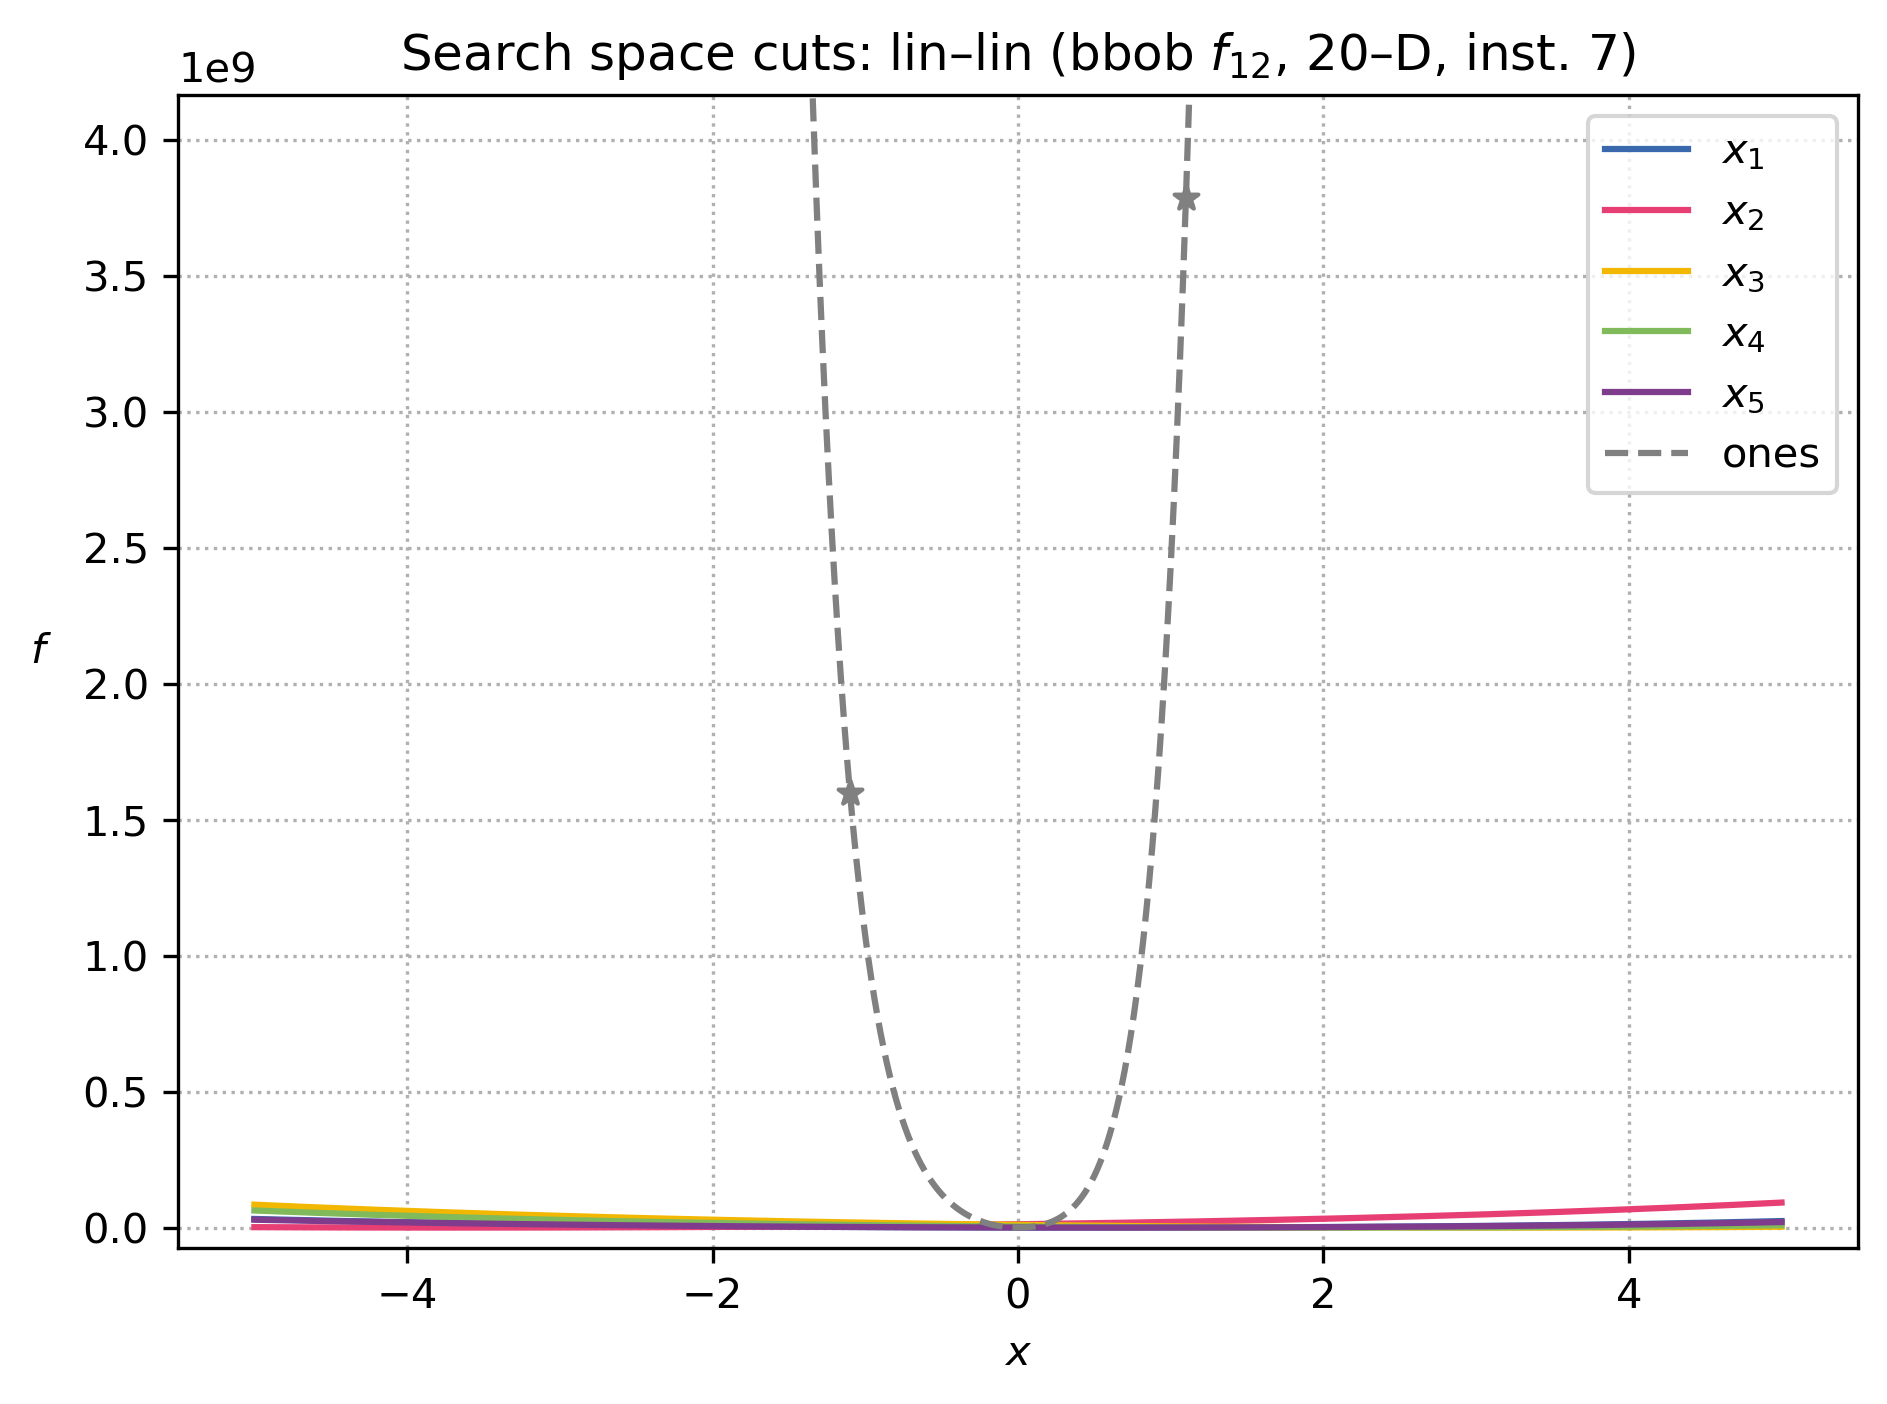 Search space cuts: lin–lin (bbob f12, 20–D, inst. 7)
1e9
4.0
3.5
3.0
2.5
2.0
1.5
1.0
0.5
0.0
f
−4
−2
0
2
4
x
x1
x2
x3
x4
x5
ones